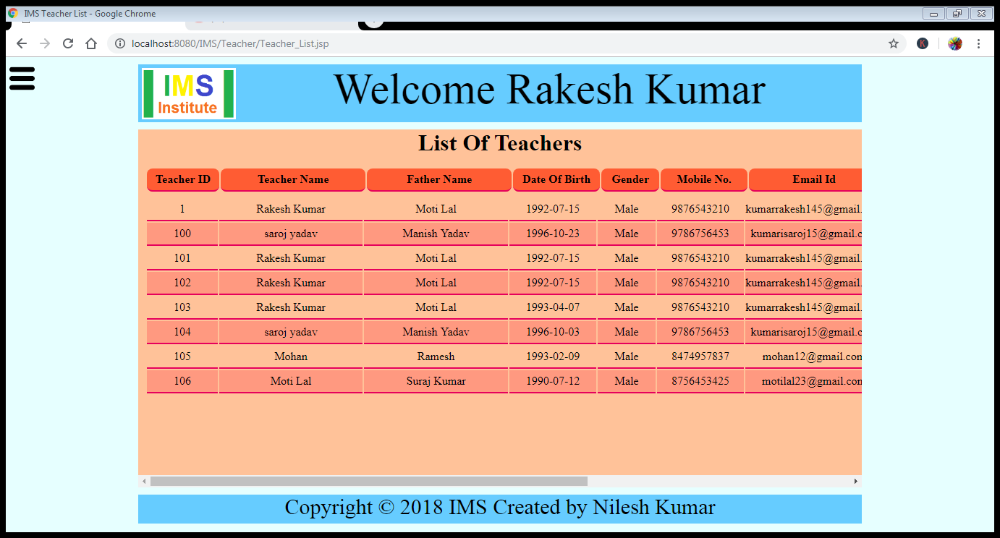 IMS Teacher List - Google Chrome
localhost:8080/IMS/Teacher/Teacher_List.jsp
IMS
Institute
Welcome Rakesh Kumar
List Of Teachers
Teacher ID Teacher Name Father Name Date Of Birth Gender Mobile No. Email Id
1 Rakesh Kumar Moti Lal 1992-07-15 Male 9876543210 kumarrakesh145@gmail.
100 saroj yadav Manish Yadav 1996-10-23 Male 9786756453 kumarisaroj15@gmail.c
101 Rakesh Kumar Moti Lal 1992-07-15 Male 9876543210 kumarrakesh145@gmail.
102 Rakesh Kumar Moti Lal 1992-07-15 Male 9876543210 kumarrakesh145@gmail.
103 Rakesh Kumar Moti Lal 1993-04-07 Male 9876543210 kumarrakesh145@gmail.
104 saroj yadav Manish Yadav 1996-10-03 Male 9786756453 kumarisaroj15@gmail.c
105 Mohan Ramesh 1993-02-09 Male 8474957837 mohan12@gmail.com
106 Moti Lal Suraj Kumar 1990-07-12 Male 8756453425 motilal23@gmail.com
Copyright © 2018 IMS Created by Nilesh Kumar